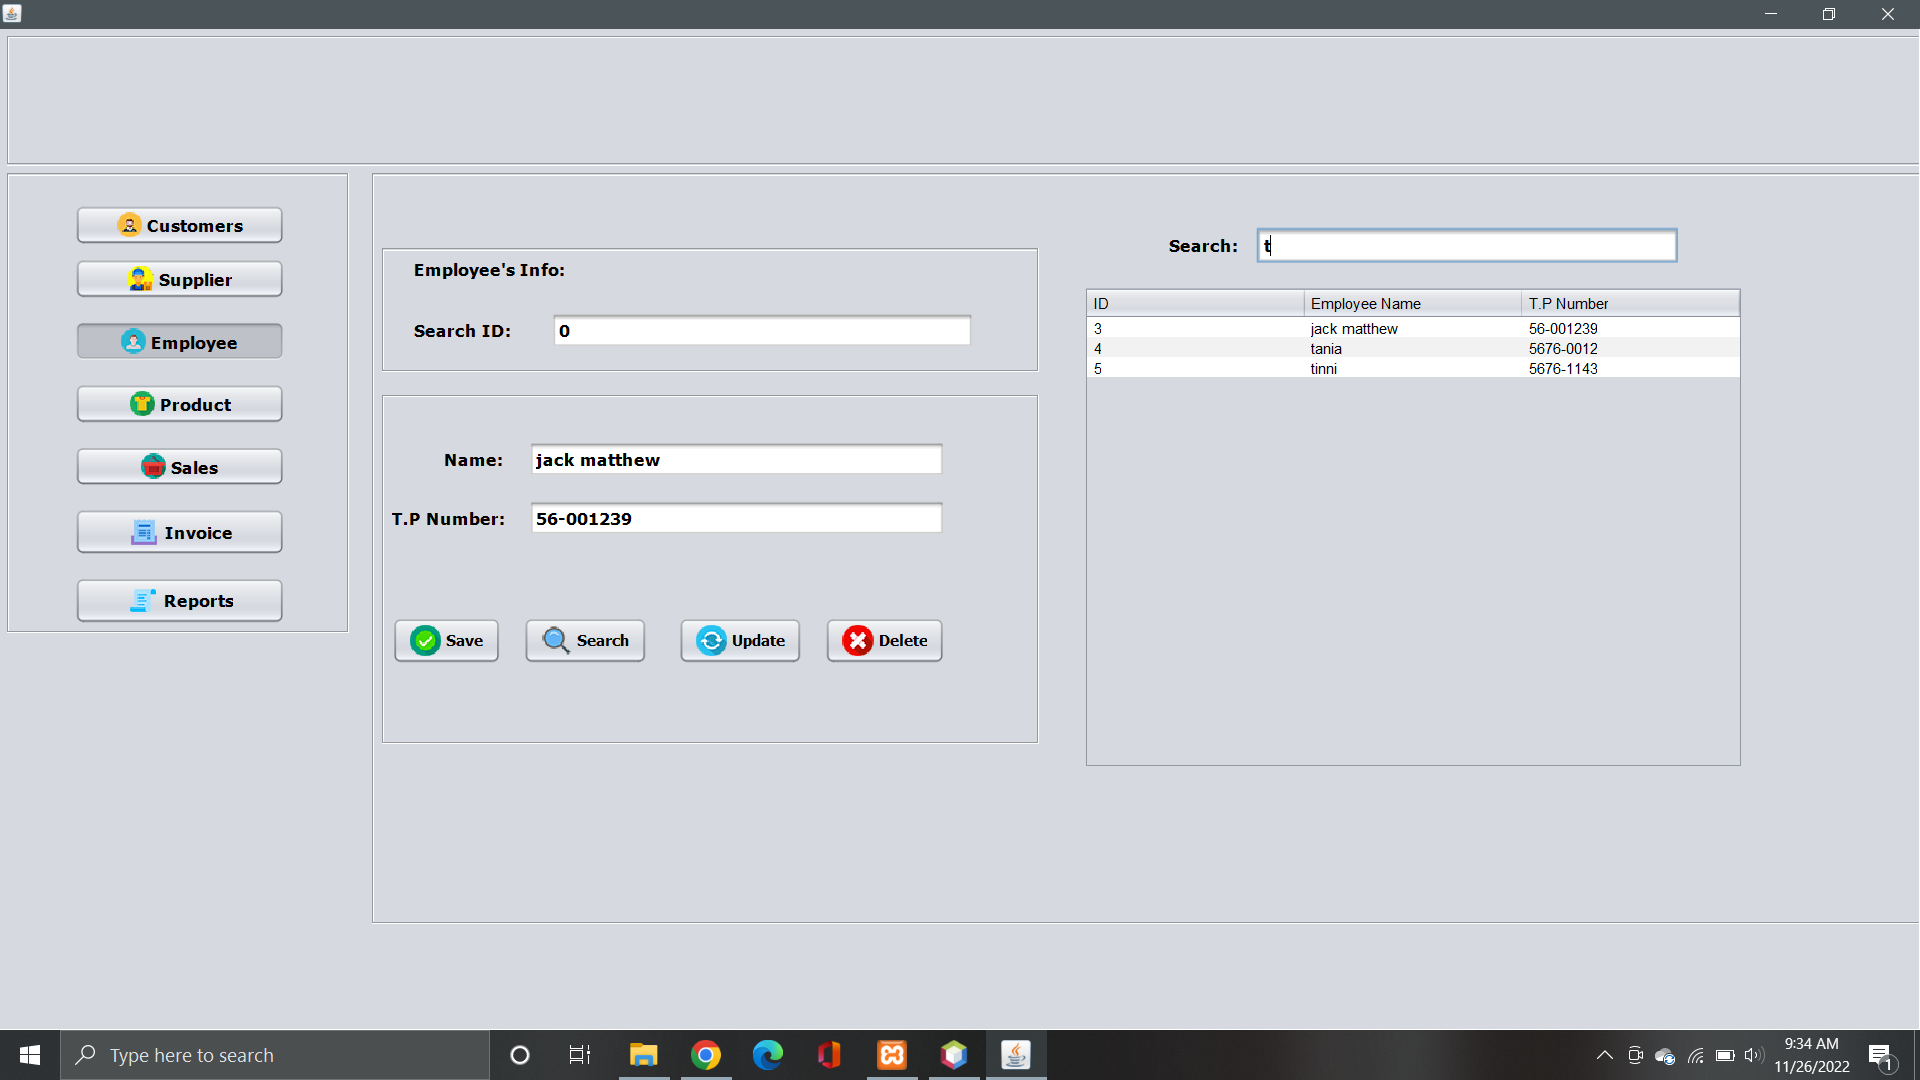 Customers
Supplier
Employee
Product
Sales
Invoice
Reports
Employee's Info:
Search ID: 0
Name: jack matthew
T.P Number: 56-001239
Save Search Update Delete
Search: t
ID Employee Name T.P Number
3 jack matthew 56-001239
4 tania 5676-0012
5 tinni 5676-1143
Type here to search
9:34 AM
11/26/2022
1